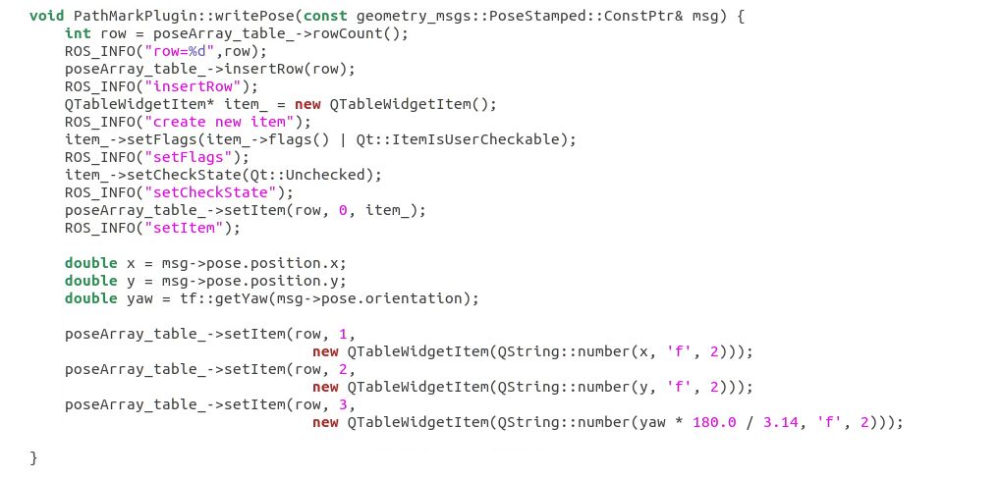 void PathMarkPlugin::writePose(const geometry_msgs::PoseStamped::ConstPtr& msg) {
    int row = poseArray_table_->rowCount();
    ROS_INFO("row=%d",row);
    poseArray_table_->insertRow(row);
    ROS_INFO("insertRow");
    QTableWidgetItem* item_ = new QTableWidgetItem();
    ROS_INFO("create new item");
    item_->setFlags(item_->flags() | Qt::ItemIsUserCheckable);
    ROS_INFO("setFlags");
    item_->setCheckState(Qt::Unchecked);
    ROS_INFO("setCheckState");
    poseArray_table_->setItem(row, 0, item_);
    ROS_INFO("setItem");

    double x = msg->pose.position.x;
    double y = msg->pose.position.y;
    double yaw = tf::getYaw(msg->pose.orientation);

    poseArray_table_->setItem(row, 1,
                                new QTableWidgetItem(QString::number(x, 'f', 2)));
    poseArray_table_->setItem(row, 2,
                                new QTableWidgetItem(QString::number(y, 'f', 2)));
    poseArray_table_->setItem(row, 3,
                                new QTableWidgetItem(QString::number(yaw * 180.0 / 3.14, 'f', 2)));

}